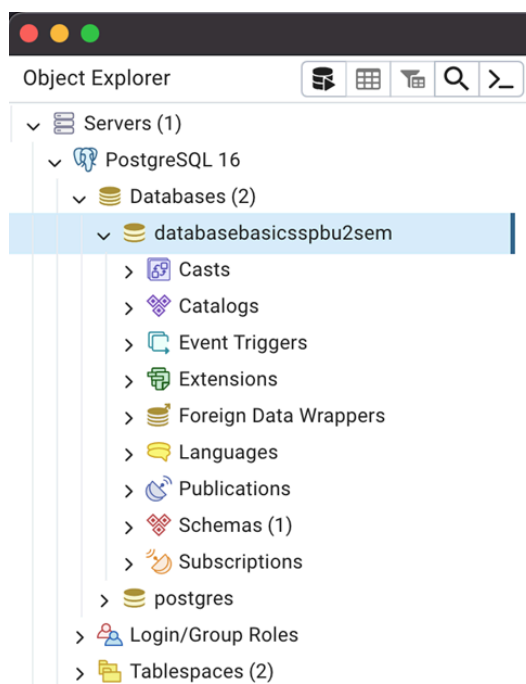 Object Explorer
Servers (1)
PostgreSQL 16
Databases (2)
databasebasicsspbu2sem
Casts
Catalogs
Event Triggers
Extensions
Foreign Data Wrappers
Languages
Publications
Schemas (1)
Subscriptions
postgres
Login/Group Roles
Tablespaces (2)